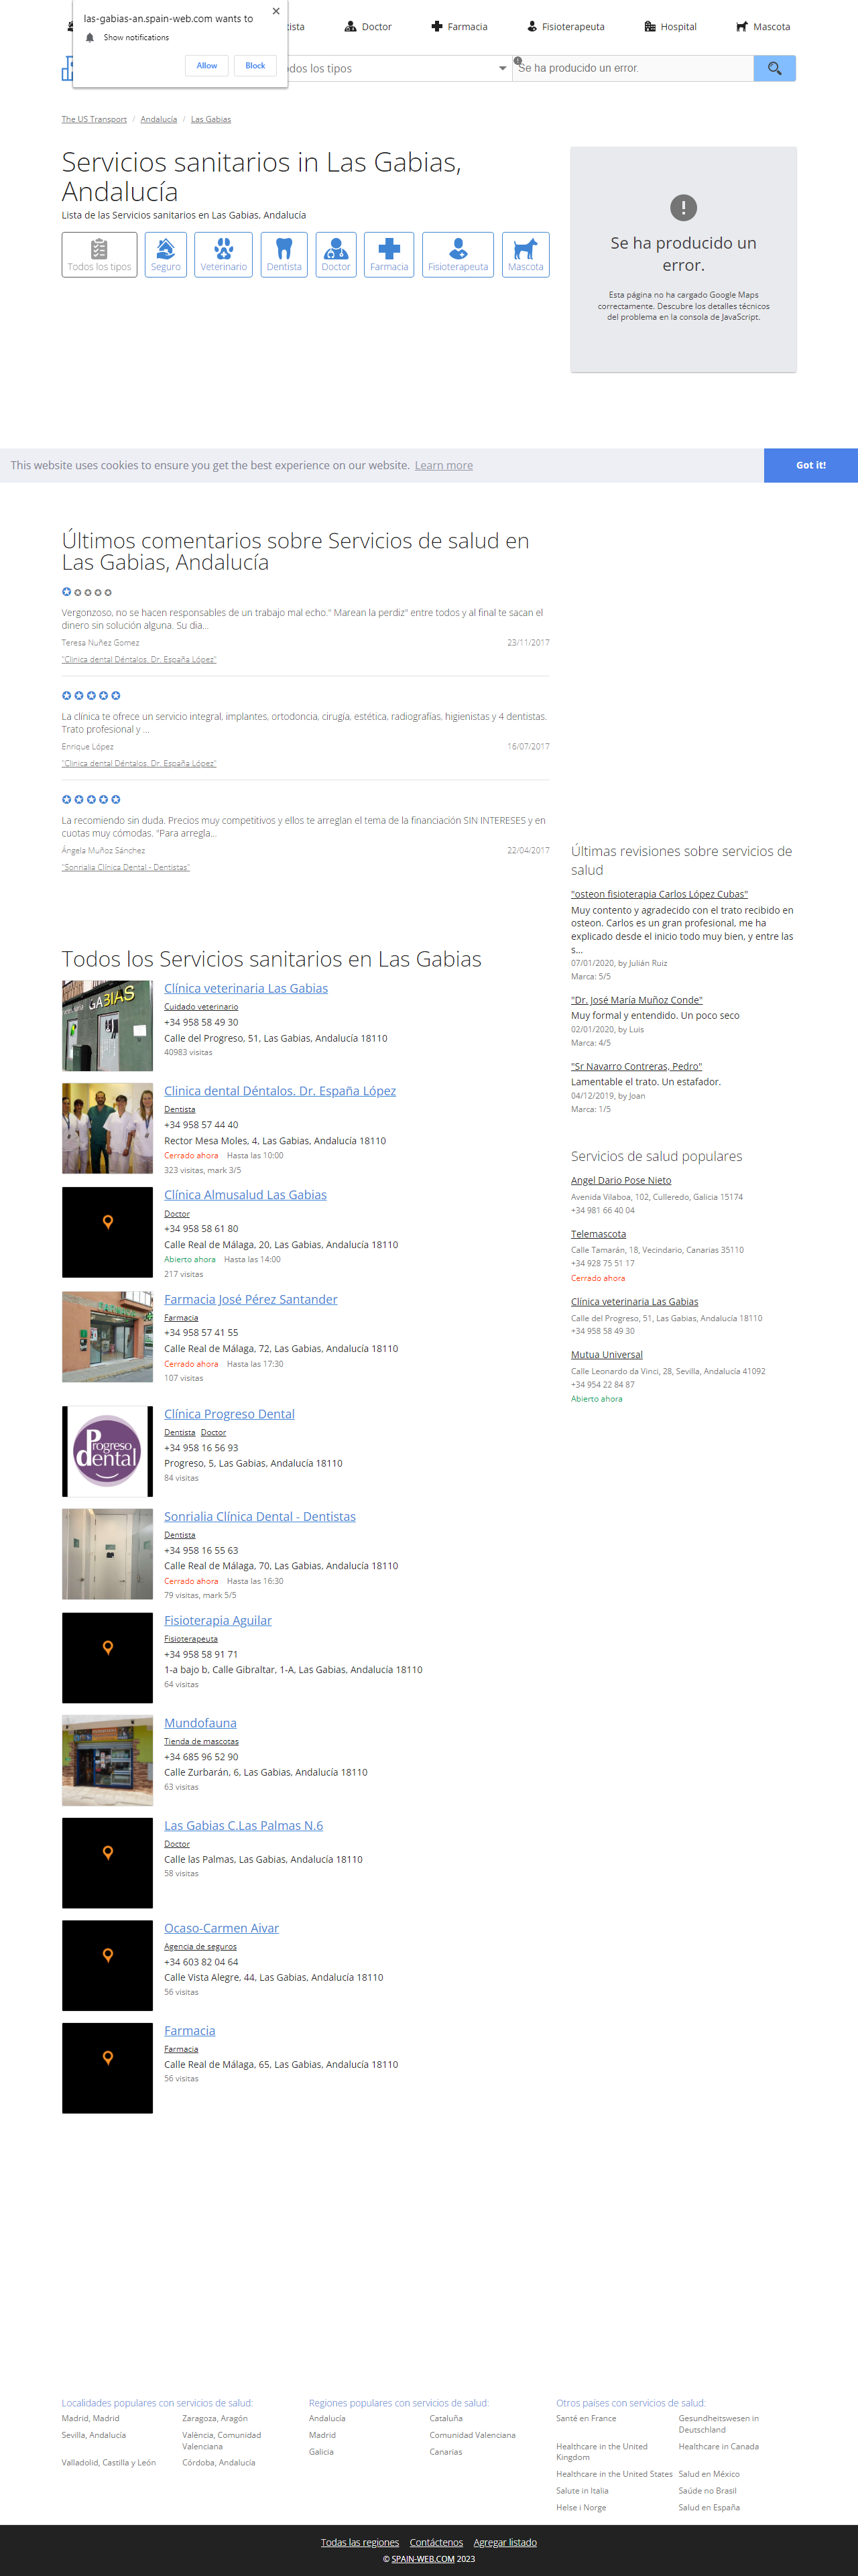 las-gabias-an.spain-web.com wants to
Show notifications
Allow
Block
Doctor
Farmacia
Fisioterapeuta
Hospital
Mascota
Se ha producido un error.
The US Transport / Andalucía / Las Gabias
Servicios sanitarios in Las Gabias,
Andalucía
Lista de las Servicios sanitarios en Las Gabias, Andalucía
Todos los tipos
Seguro
Veterinario
Dentista
Doctor
Farmacia
Fisioterapeuta
Mascota
Se ha producido un
error.
Esta página no ha cargado Google Maps
correctamente. Descubre los detalles técnicos
del problema en la consola de JavaScript.
This website uses cookies to ensure you get the best experience on our website. Learn more
Got it!
Últimos comentarios sobre Servicios de salud en
Las Gabias, Andalucía
Vergonzoso, no se hacen responsables de un trabajo mal echo." Marean la perdiz" entre todos y al final te sacan el
dinero sin solución alguna. Su dia...
Teresa Nuñez Gomez 23/11/2017
"Clinica dental Déntalos. Dr. España López"
La clínica te ofrece un servicio integral, implantes, ortodoncia, cirugía, estética, radiografías, higienistas y 4 dentistas.
Trato profesional y ...
Enrique López 16/07/2017
"Clinica dental Déntalos. Dr. España López"
La recomiendo sin duda. Precios muy competitivos y ellos te arreglan el tema de la financiación SIN INTERESES y en
cuotas muy cómodas. "Para arregla...
Ángela Muñoz Sánchez 22/04/2017
"Sonrialia Clínica Dental - Dentistas"
Últimas revisiones sobre servicios de
salud
"osteon fisioterapia Carlos López Cubas"
Muy contento y agradecido con el trato recibido en
osteon. Carlos es un gran profesional, me ha
explicado desde el inicio todo muy bien, y entre las
s...
07/01/2020, by Julián Ruiz
Marca: 5/5
"Dr. José María Muñoz Conde"
Muy formal y entendido. Un poco seco
02/01/2020, by Luis
Marca: 4/5
"Sr Navarro Contreras, Pedro"
Lamentable el trato. Un estafador.
04/12/2019, by Joan
Marca: 1/5
Servicios de salud populares
Angel Dario Pose Nieto
Avenida Vilaboa, 102, Culleredo, Galicia 15174
+34 981 66 40 04
Telemascota
Calle Tamarán, 18, Vecindario, Canarias 35110
+34 928 75 51 17
Cerrado ahora
Clínica veterinaria Las Gabias
Calle del Progreso, 51, Las Gabias, Andalucía 18110
+34 958 58 49 30
Mutua Universal
Calle Leonardo da Vinci, 28, Sevilla, Andalucía 41092
+34 954 22 84 87
Abierto ahora
Todos los Servicios sanitarios en Las Gabias
GABIAS
Clínica veterinaria Las Gabias
Cuidado veterinario
+34 958 58 49 30
Calle del Progreso, 51, Las Gabias, Andalucía 18110
40983 visitas
Clinica dental Déntalos. Dr. España López
Dentista
+34 958 57 44 40
Rector Mesa Moles, 4, Las Gabias, Andalucía 18110
Cerrado ahora Hasta las 10:00
323 visitas, mark 3/5
Clínica Almusalud Las Gabias
Doctor
+34 958 58 61 80
Calle Real de Málaga, 20, Las Gabias, Andalucía 18110
Abierto ahora Hasta las 14:00
217 visitas
Farmacia José Pérez Santander
Farmacia
+34 958 57 41 55
Calle Real de Málaga, 72, Las Gabias, Andalucía 18110
Cerrado ahora Hasta las 17:30
107 visitas
Progreso
dental
Clínica Progreso Dental
Dentista Doctor
+34 958 16 56 93
Progreso, 5, Las Gabias, Andalucía 18110
84 visitas
Sonrialia Clínica Dental - Dentistas
Dentista
+34 958 16 55 63
Calle Real de Málaga, 70, Las Gabias, Andalucía 18110
Cerrado ahora Hasta las 16:30
79 visitas, mark 5/5
Fisioterapia Aguilar
Fisioterapeuta
+34 958 58 91 71
1-a bajo b, Calle Gibraltar, 1-A, Las Gabias, Andalucía 18110
64 visitas
Mundofauna
Tienda de mascotas
+34 685 96 52 90
Calle Zurbarán, 6, Las Gabias, Andalucía 18110
63 visitas
Las Gabias C.Las Palmas N.6
Doctor
Calle las Palmas, Las Gabias, Andalucía 18110
58 visitas
Ocaso-Carmen Aivar
Agencia de seguros
+34 603 82 04 64
Calle Vista Alegre, 44, Las Gabias, Andalucía 18110
56 visitas
Farmacia
Farmacia
Calle Real de Málaga, 65, Las Gabias, Andalucía 18110
56 visitas
Localidades populares con servicios de salud:
Madrid, Madrid
Zaragoza, Aragón
Sevilla, Andalucía
València, Comunidad
Valenciana
Valladolid, Castilla y León
Córdoba, Andalucía
Regiones populares con servicios de salud:
Andalucía
Cataluña
Madrid
Comunidad Valenciana
Galicia
Canarias
Otros países con servicios de salud:
Santé en France
Gesundheitswesen in
Deutschland
Healthcare in the United
Kingdom
Healthcare in Canada
Healthcare in the United States
Salud en México
Salute in Italia
Saúde no Brasil
Helse i Norge
Salud en España
Todas las regiones Contáctenos Agregar listado
© SPAIN-WEB.COM 2023